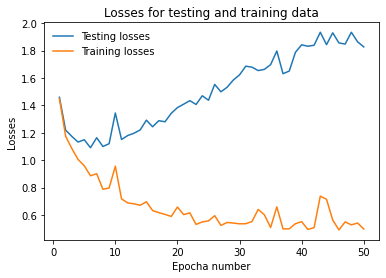 Losses for testing and training data
Testing losses
Training losses
Losses
2.0
1.8
1.6
1.4
1.2
1.0
0.8
0.6
0
10
20
30
40
50
Epocha number